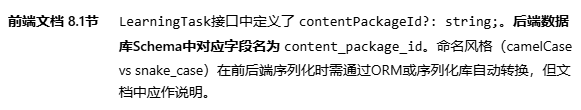 前端文档 8.1节
LearningTask接口中定义了 contentPackageId?: string;。后端数
据库Schema中对应字段名为 content_package_id。命名风格（camelCase
vs snake_case）在前后端序列化时需通过ORM或序列化库自动转换，但文
档中应作说明。